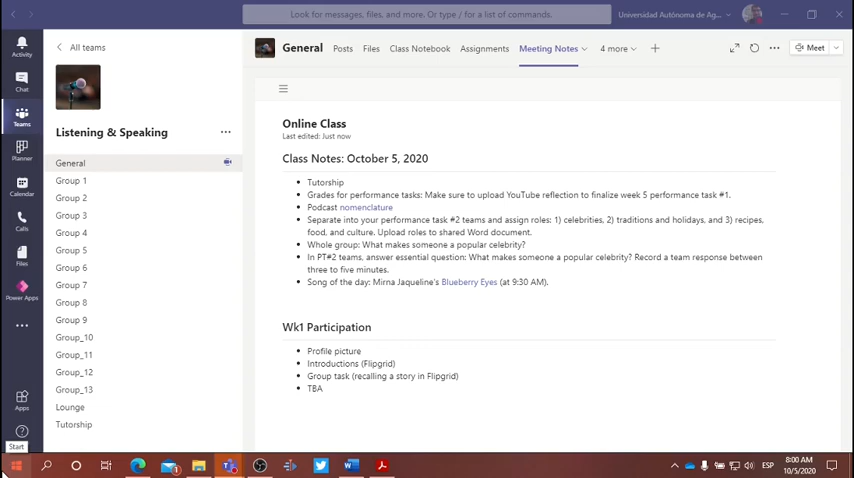 Look for messages, files, and more. Or type / for a list of commands.
Universidad Autónoma de Ag...
Activity
Chat
Teams
Planner
Calendar
Calls
Files
Power Apps
Apps
Start
All teams
Listening & Speaking
General
Group 1
Group 2
Group 3
Group 4
Group 5
Group 6
Group 7
Group 8
Group 9
Group_10
Group_11
Group_12
Group_13
Lounge
Tutorship
General Posts Files Class Notebook Assignments Meeting Notes 4 more Meet
Online Class
Last edited: Just now
Class Notes: October 5, 2020
Tutorship
Grades for performance tasks: Make sure to upload YouTube reflection to finalize week 5 performance task #1.
Podcast nomenclature
Separate into your performance task #2 teams and assign roles: 1) celebrities, 2) traditions and holidays, and 3) recipes,
food, and culture. Upload roles to shared Word document.
Whole group: What makes someone a popular celebrity?
In PT#2 teams, answer essential question: What makes someone a popular celebrity? Record a team response between
three to five minutes.
Song of the day: Mirna Jaqueline's Blueberry Eyes (at 9:30 AM).
Wk1 Participation
Profile picture
Introductions (Flipgrid)
Group task (recalling a story in Flipgrid)
TBA
ESP
8:00 AM
10/5/2020